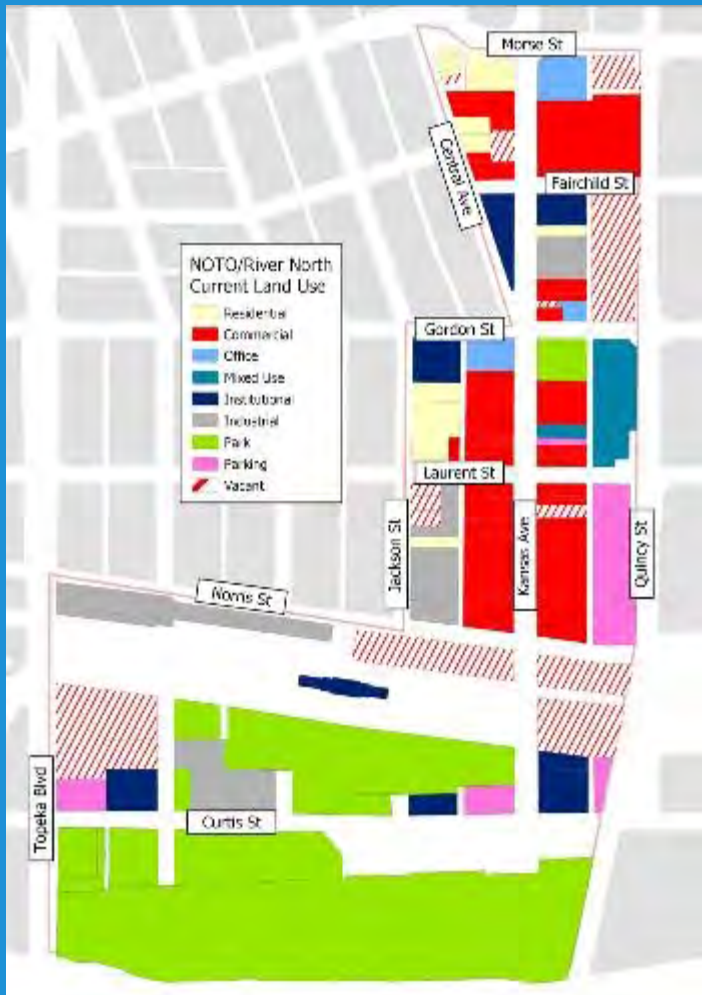 Morse St
Central Ave
Fairchild St
NOTO/River North
Current Land Use
Residential
Commercial
Office
Mixed Use
Institutional
Industrial
Park
Parking
Vacant
Gordon St
Laurent St
Jackson St
Kansas Ave
Quincy St
Norris St
Topeka Blvd
Curtis St